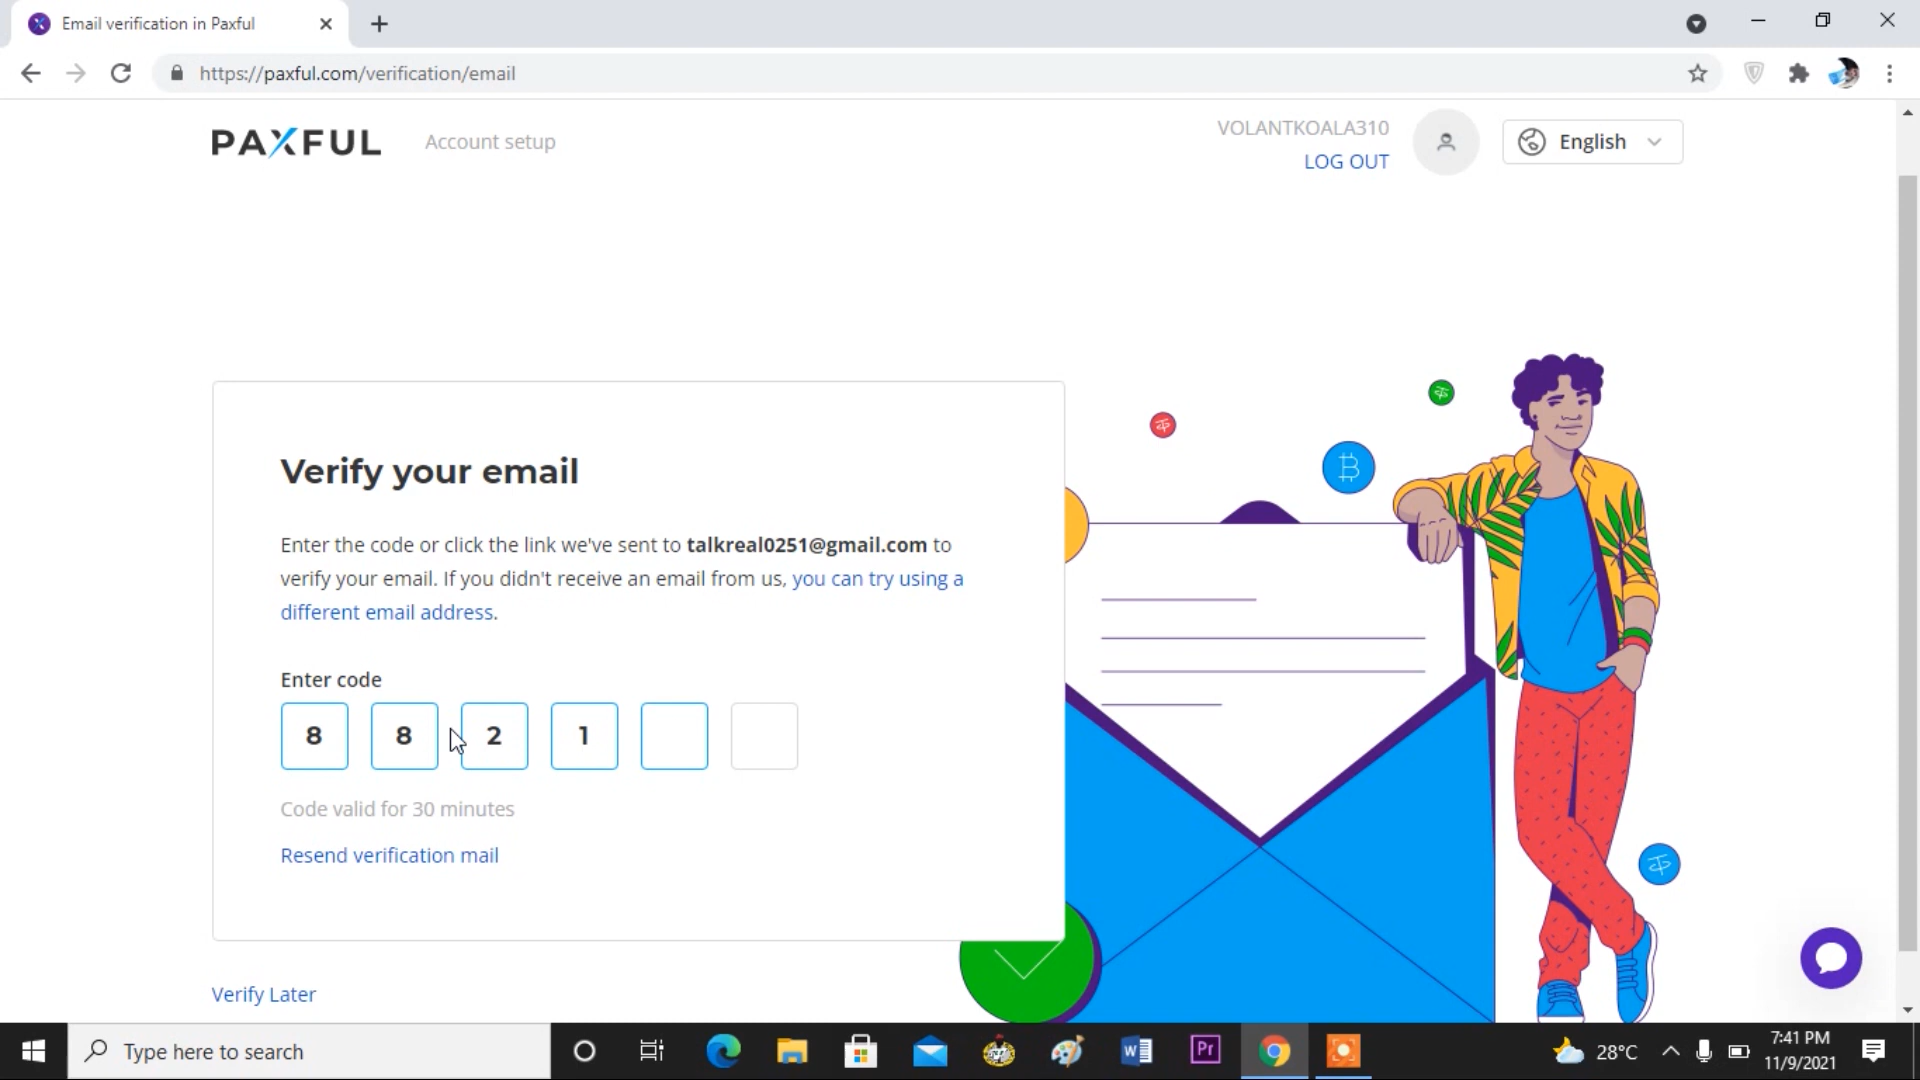 Email verification in Paxful
https://paxful.com/verification/email
PAXFUL
Account setup
VOLANTKOALA310
LOG OUT
English
Verify your email
Enter the code or click the link we've sent to talkreal0251@gmail.com to
verify your email. If you didn't receive an email from us, you can try using a
different email address.
Enter code
8 8 2 1
Code valid for 30 minutes
Resend verification mail
Verify Later
Type here to search
W
Pr
28°C
7:41 PM
11/9/2021